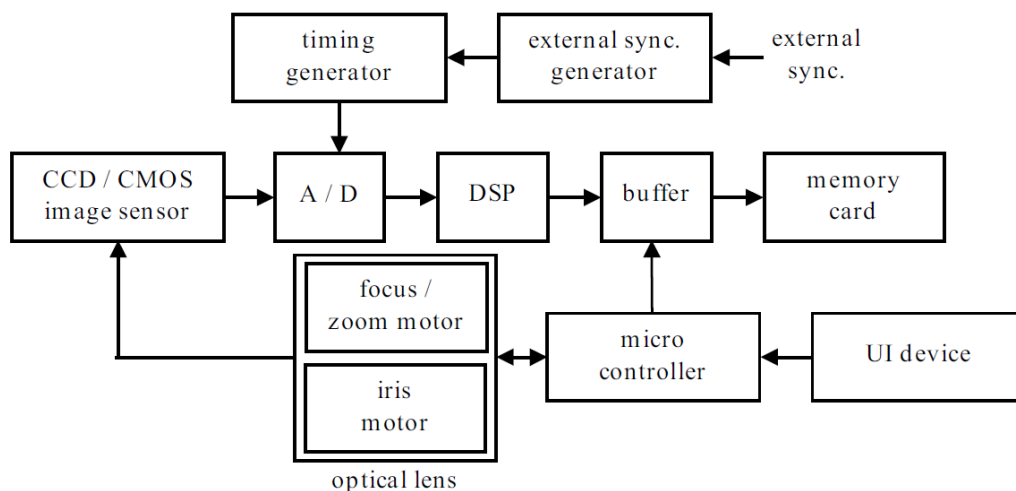 timing
generator
external sync.
generator
external
sync.
CCD / CMOS
image sensor
A / D
DSP
buffer
memory
card
focus /
zoom motor
iris
motor
optical lens
micro
controller
UI device